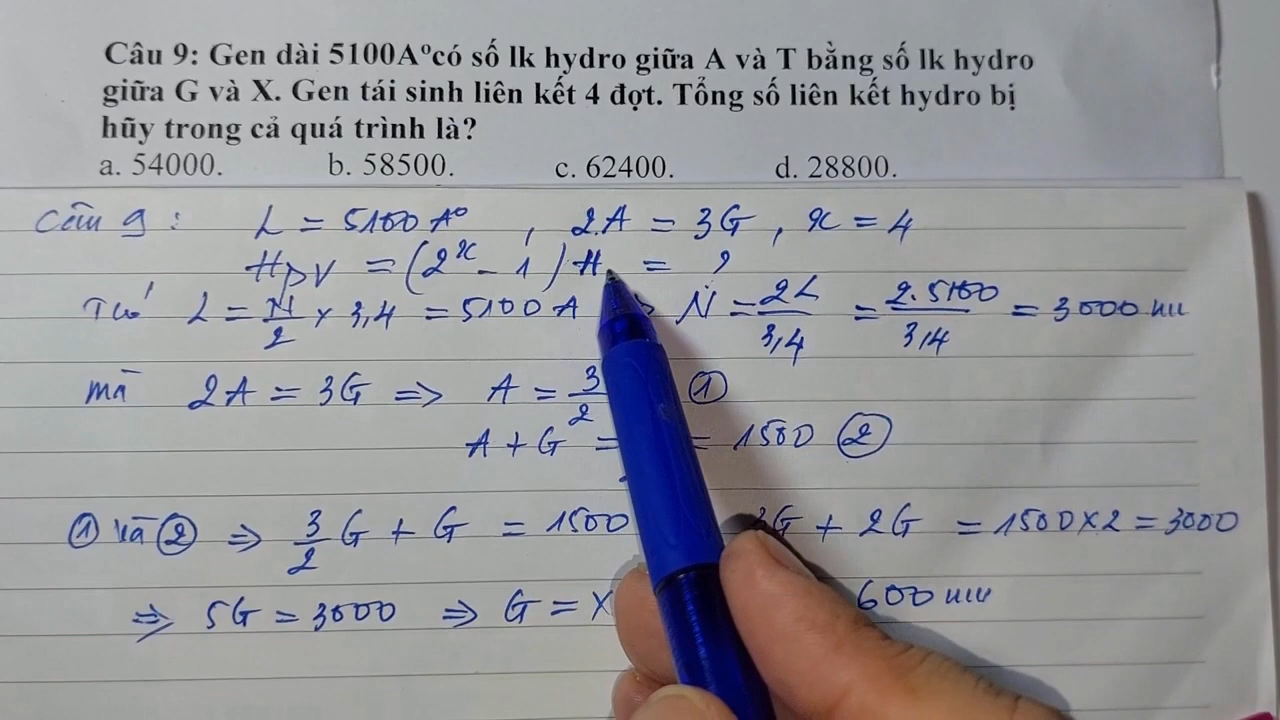 Câu 9: Gen dài 5100Aºcó số lk hydro giữa A và T bằng số lk hydro
giữa G và X. Gen tái sinh liên kết 4 đợt. Tổng số liên kết hydro bị
hũy trong cả quá trình là?
a. 54000. b. 58500. c. 62400. d. 28800.
Câu 9 : L = 5100 Aº , 2A = 3G , x = 4
HpV = (2^x - 1) H = ?
Từ L = N/2 x 3,4 = 5100 A => N = 2L/3,4 = 2.5100/3,4 = 3000 nu
mà 2A = 3G => A = 3/2 ①
A + G = = 1500 ②
① và ② => 3/2 G + G = 1500 3G + 2G = 1500 x 2 = 3000
=> 5G = 3000 => G = X 600 nu